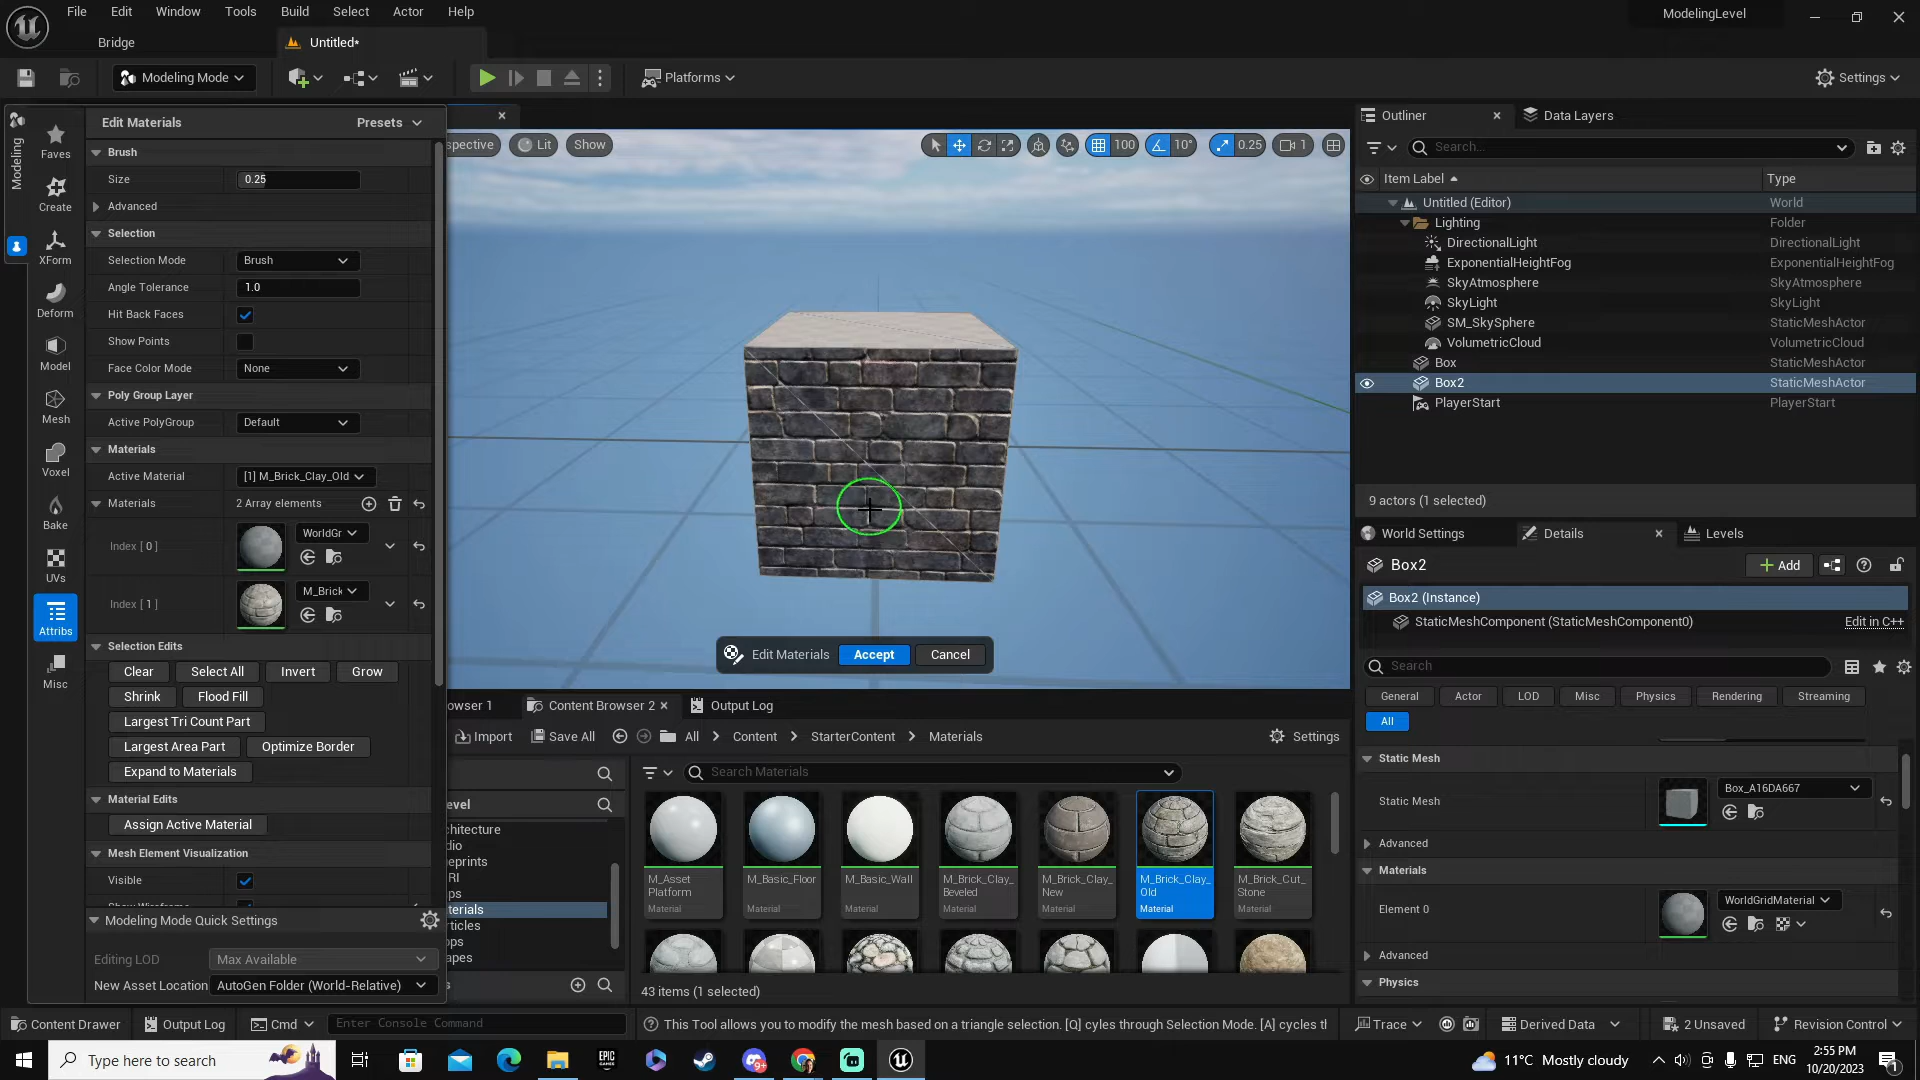 File Edit Window Tools Build Select Actor Help
ModelingLevel
Bridge
Untitled*
Modeling Mode
Platforms
Settings
Modeling
Faves
Create
XForm
Deform
Model
Mesh
Voxel
Bake
UVs
Attribs
Misc
Edit Materials
Presets
Brush
Size 0.25
Advanced
Selection
Selection Mode Brush
Angle Tolerance 1.0
Hit Back Faces
Show Points
Face Color Mode None
Poly Group Layer
Active PolyGroup Default
Materials
Active Material [1] M_Brick_Clay_Old
Materials 2 Array elements
Index [ 0 ] WorldGr
Index [ 1 ] M_Brick
Selection Edits
Clear Select All Invert Grow
Shrink Flood Fill
Largest Tri Count Part
Largest Area Part Optimize Border
Expand to Materials
Material Edits
Assign Active Material
Mesh Element Visualization
Visible
Modeling Mode Quick Settings
Editing LOD Max Available
New Asset Location AutoGen Folder (World-Relative)
spective Lit Show
100 10° 0.25 1
Edit Materials Accept Cancel
owser 1 Content Browser 2 Output Log
Import Save All All Content StarterContent Materials Settings
Search Materials
evel
chitecture
dio
eprints
RI
ps
terials
rticles
ops
apes
M_Asset Platform Material
M_Basic_Floor Material
M_Basic_Wall Material
M_Brick_Clay_ Beveled Material
M_Brick_Clay_ New Material
M_Brick_Clay_ Old Material
M_Brick_Cut_ Stone Material
43 items (1 selected)
Outliner Data Layers
Search...
Item Label Type
Untitled (Editor) World
Lighting Folder
DirectionalLight DirectionalLight
ExponentialHeightFog ExponentialHeightFog
SkyAtmosphere SkyAtmosphere
SkyLight SkyLight
SM_SkySphere StaticMeshActor
VolumetricCloud VolumetricCloud
Box StaticMeshActor
Box2 StaticMeshActor
PlayerStart PlayerStart
9 actors (1 selected)
World Settings Details Levels
Box2
Add
Box2 (Instance)
StaticMeshComponent (StaticMeshComponent0) Edit in C++
Search
General Actor LOD Misc Physics Rendering Streaming
All
Static Mesh
Static Mesh Box_A16DA667
Advanced
Materials
Element 0 WorldGridMaterial
Advanced
Physics
Content Drawer Output Log Cmd Enter Console Command
This Tool allows you to modify the mesh based on a triangle selection. [Q] cyles through Selection Mode. [A] cycles tl
Trace Derived Data 2 Unsaved Revision Control
Type here to search
EPIC GAMES
9+
11°C Mostly cloudy
ENG
2:55 PM
10/20/2023
1